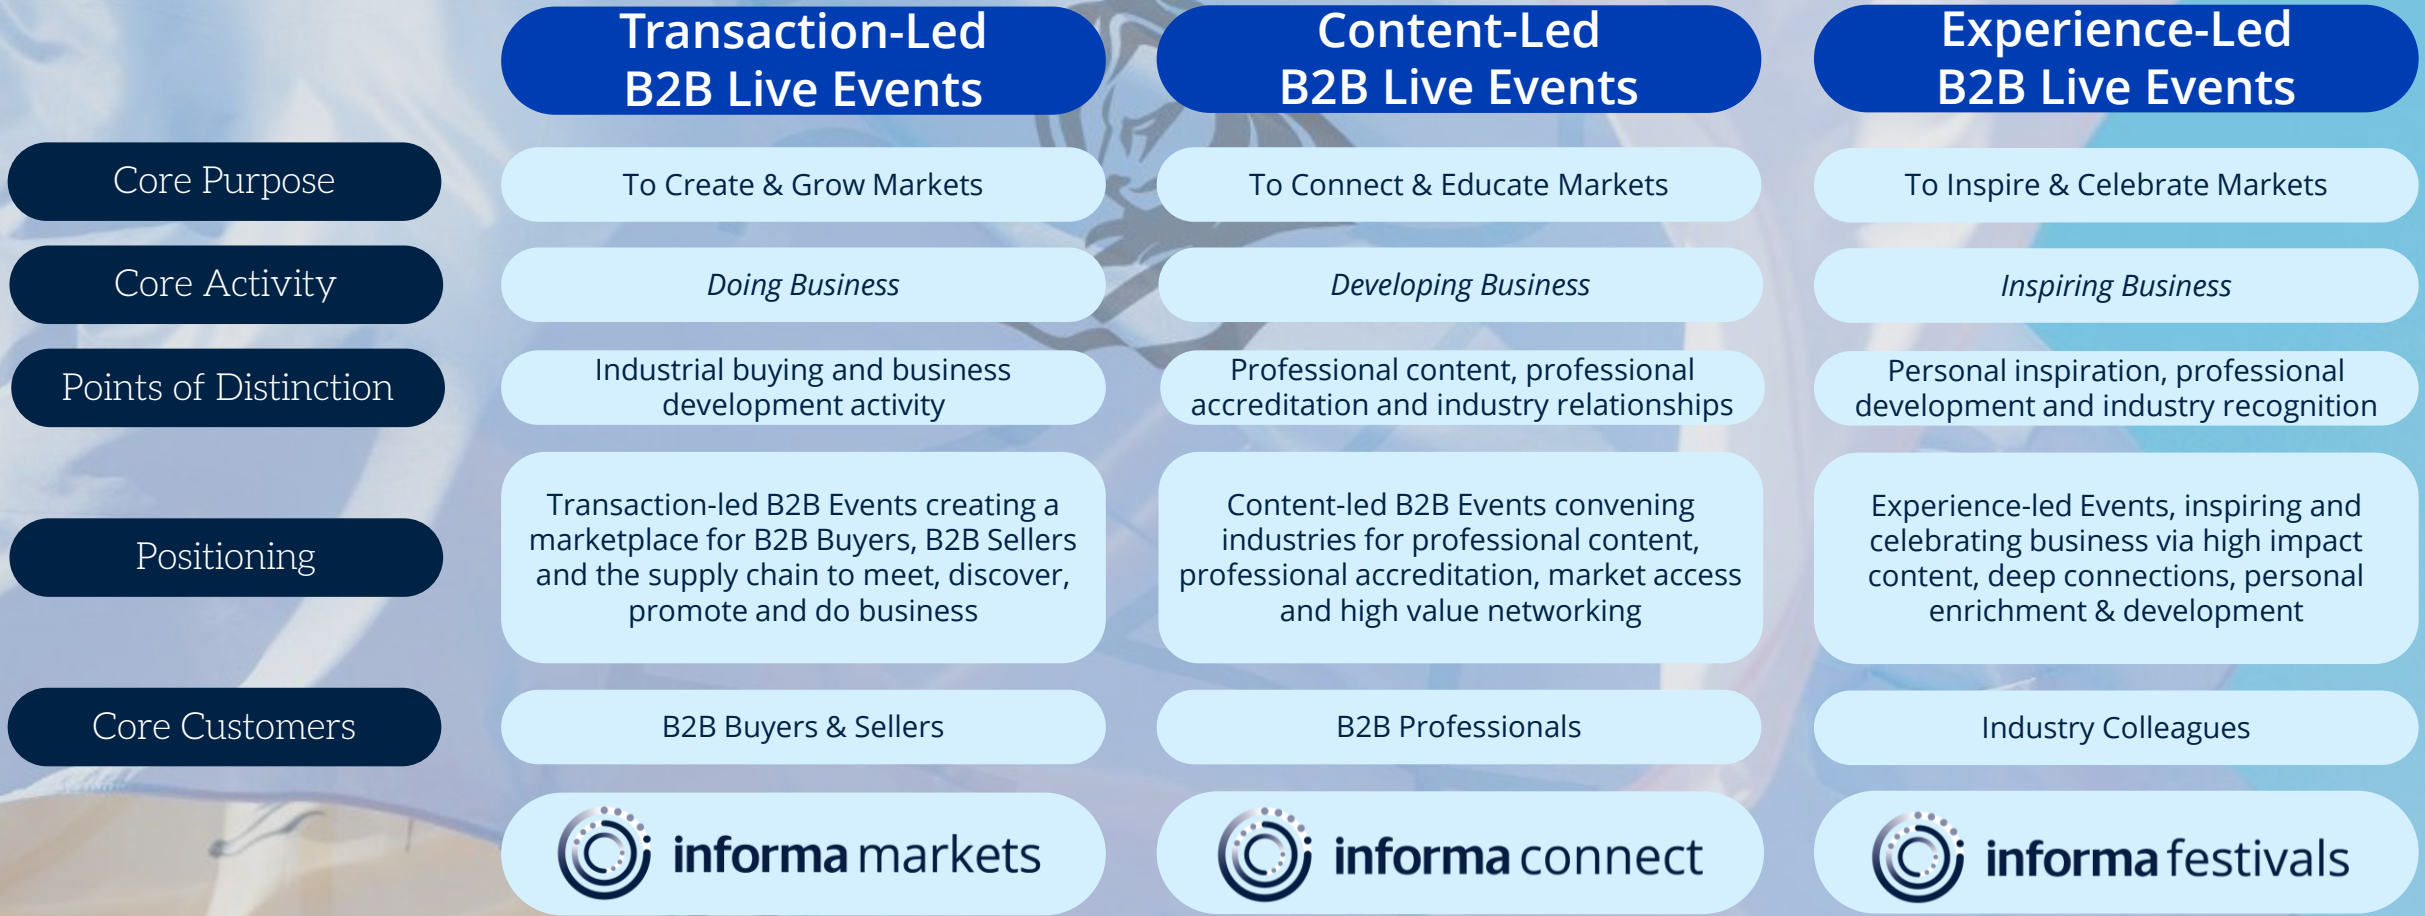 Transaction-Led
B2B Live Events
Content-Led
B2B Live Events
Experience-Led
B2B Live Events
Core Purpose
To Create & Grow Markets
To Connect & Educate Markets
To Inspire & Celebrate Markets
Core Activity
Doing Business
Developing Business
Inspiring Business
Points of Distinction
Industrial buying and business
development activity
Professional content, professional
accreditation and industry relationships
Personal inspiration, professional
development and industry recognition
Positioning
Transaction-led B2B Events creating a
marketplace for B2B Buyers, B2B Sellers
and the supply chain to meet, discover,
promote and do business
Content-led B2B Events convening
industries for professional content,
professional accreditation, market access
and high value networking
Experience-led Events, inspiring and
celebrating business via high impact
content, deep connections, personal
enrichment & development
Core Customers
B2B Buyers & Sellers
B2B Professionals
Industry Colleagues
informa markets
informa connect
informa festivals